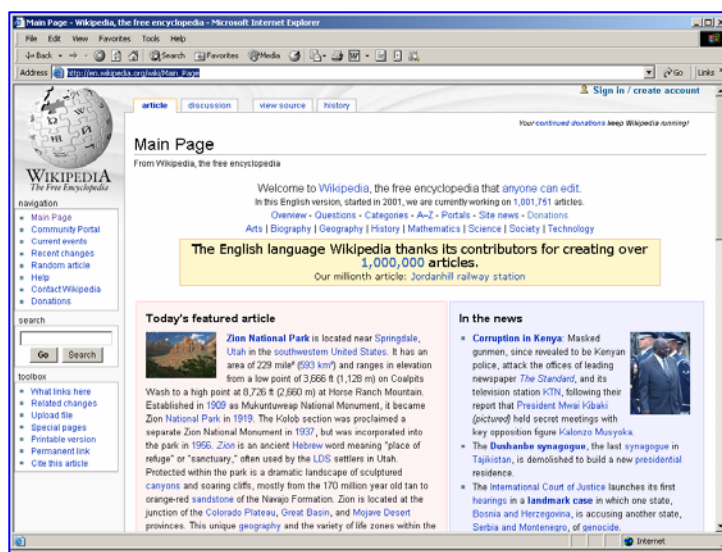 Main Page - Wikipedia, the free encyclopedia - Microsoft Internet Explorer
File Edit View Favorites Tools Help
Back Search Favorites Media
Address http://en.wikipedia.org/wiki/Main_Page Go Links
Sign in / create account
article discussion view source history
Your continued donations keep Wikipedia running!
WIKIPEDIA
The Free Encyclopedia
navigation
Main Page
Community Portal
Current events
Recent changes
Random article
Help
Contact Wikipedia
Donations
search
Go Search
toolbox
What links here
Related changes
Upload file
Special pages
Printable version
Permanent link
Cite this article
Main Page
From Wikipedia, the free encyclopedia
Welcome to Wikipedia, the free encyclopedia that anyone can edit.
In this English version, started in 2001, we are currently working on 1,001,751 articles.
Overview - Questions - Categories - A–Z - Portals - Site news - Donations
Arts | Biography | Geography | History | Mathematics | Science | Society | Technology
The English language Wikipedia thanks its contributors for creating over
1,000,000 articles.
Our millionth article: Jordanhill railway station
Today's featured article
Zion National Park is located near Springdale,
Utah in the southwestern United States. It has an
area of 229 mile² (593 km²) and ranges in elevation
from a low point of 3,666 ft (1,128 m) on Coalpits
Wash to a high point at 8,726 ft (2,660 m) at Horse Ranch Mountain.
Established in 1909 as Mukuntuweap National Monument, it became
Zion National Park in 1919. The Kolob section was proclaimed a
separate Zion National Monument in 1937, but was incorporated into
the park in 1956. Zion is an ancient Hebrew word meaning "place of
refuge" or "sanctuary," often used by the LDS settlers in Utah.
Protected within the park is a dramatic landscape of sculptured
canyons and soaring cliffs, mostly from the 170 million year old tan to
orange-red sandstone of the Navajo Formation. Zion is located at the
junction of the Colorado Plateau, Great Basin, and Mojave Desert
provinces. This unique geography and the variety of life zones within the
In the news
Corruption in Kenya: Masked
gunmen, since revealed to be Kenyan
police, attack the offices of leading
newspaper The Standard, and its
television station KTN, following their
report that President Mwai Kibaki
(pictured) held secret meetings with
key opposition figure Kalonzo Musyoka.
The Dushanbe synagogue, the last synagogue in
Tajikistan, is demolished to build a new presidential
residence.
The International Court of Justice launches its first
hearings in a landmark case in which one state,
Bosnia and Herzegovina, is accusing another state,
Serbia and Montenegro, of genocide.
Internet